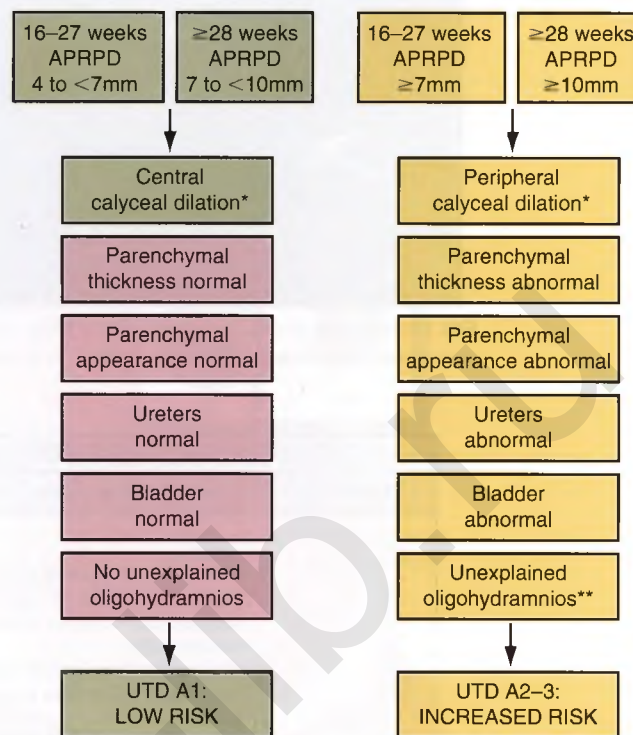 16–27 weeks
APRPD
4 to <7mm
≥28 weeks
APRPD
7 to <10mm
16–27 weeks
APRPD
≥7mm
≥28 weeks
APRPD
≥10mm
Central
calyceal dilation*
Parenchymal
thickness normal
Parenchymal
appearance normal
Ureters
normal
Bladder
normal
No unexplained
oligohydramnios
UTD A1:
LOW RISK
Peripheral
calyceal dilation*
Parenchymal
thickness abnormal
Parenchymal
appearance abnormal
Ureters
abnormal
Bladder
abnormal
Unexplained
oligohydramnios**
UTD A2–3:
INCREASED RISK
lib.ru